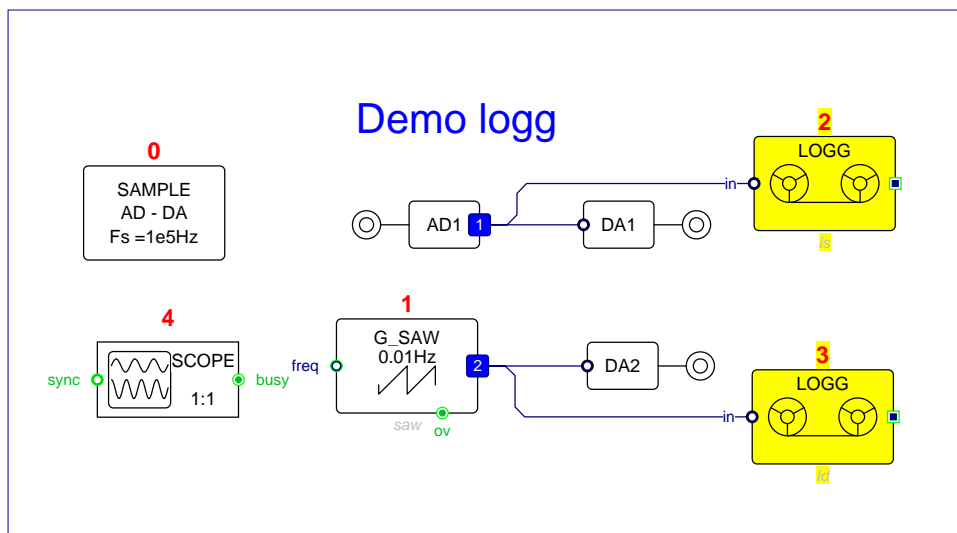 Demo logg
0
SAMPLE
AD - DA
Fs =1e5Hz
AD1
1
DA1
in
2
LOGG
ls
4
SCOPE
1:1
sync
busy
1
G_SAW
0.01Hz
freq
saw
ov
2
DA2
in
3
LOGG
ld